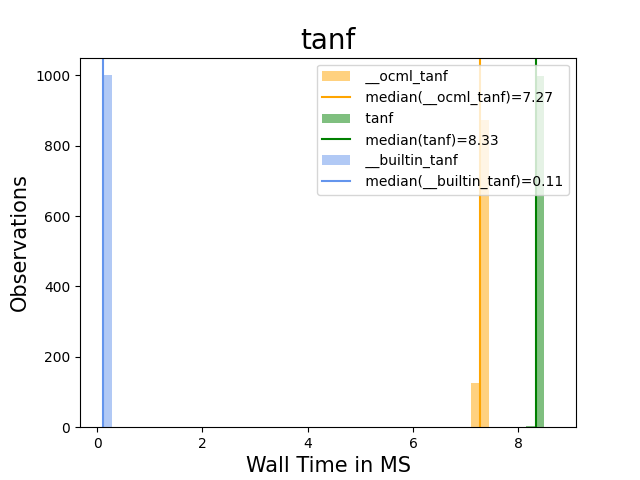 tanf
Observations
1000
800
600
400
200
0
__ocml_tanf
median(__ocml_tanf)=7.27
tanf
median(tanf)=8.33
__builtin_tanf
median(__builtin_tanf)=0.11
0 2 4 6 8
Wall Time in MS